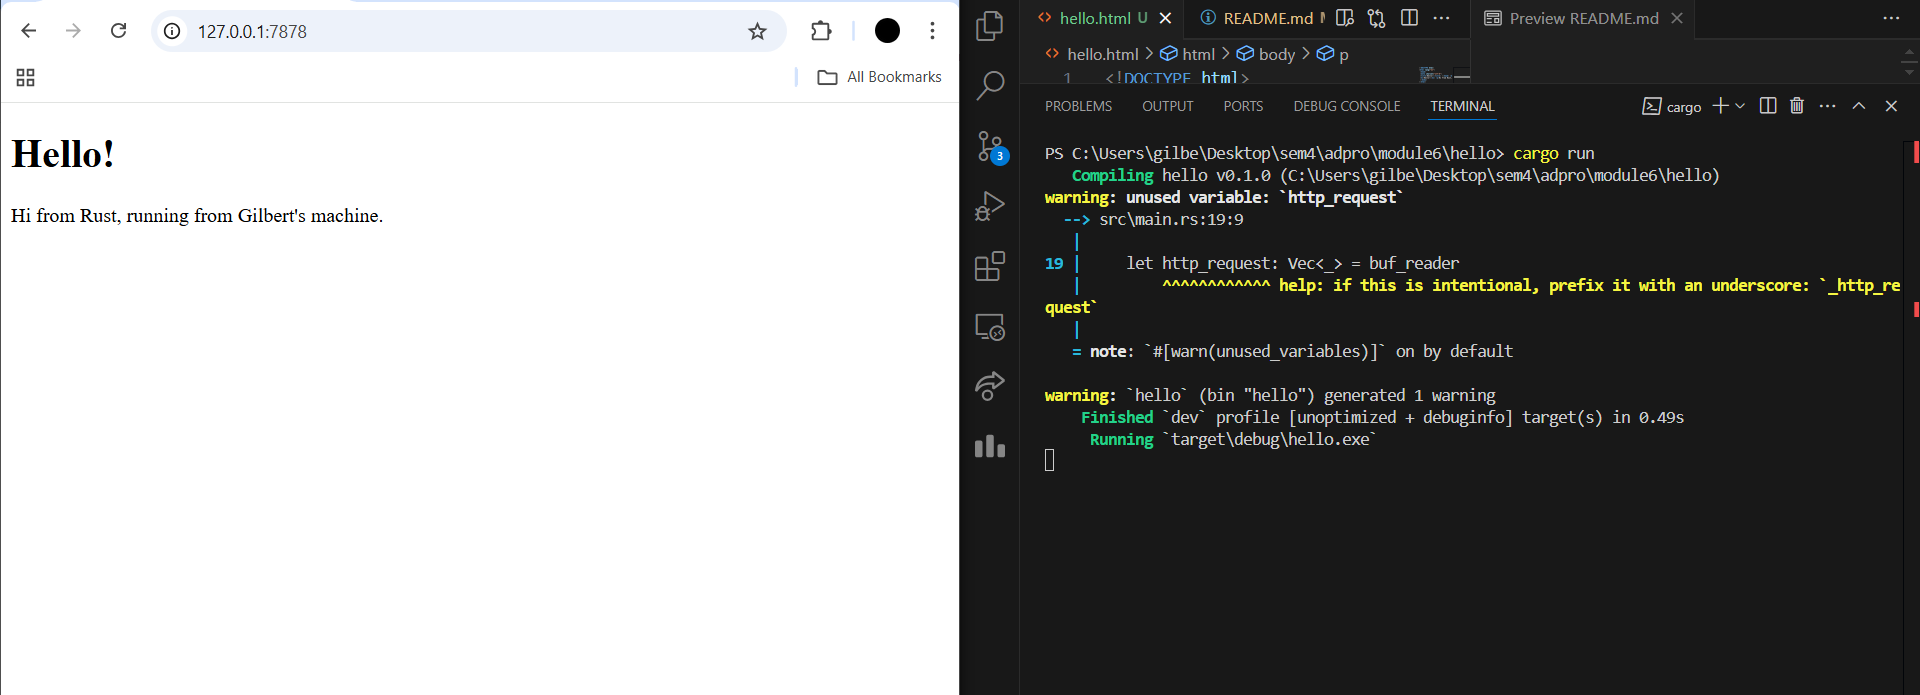 127.0.0.1:7878
All Bookmarks
Hello!
Hi from Rust, running from Gilbert's machine.
hello.html U
README.md
Preview README.md
hello.html > html > body > p
1 <!DOCTYPE html>
PROBLEMS OUTPUT PORTS DEBUG CONSOLE TERMINAL
cargo
3
PS C:\Users\gilbe\Desktop\sem4\adpro\module6\hello> cargo run
Compiling hello v0.1.0 (C:\Users\gilbe\Desktop\sem4\adpro\module6\hello)
warning: unused variable: `http_request`
--> src\main.rs:19:9
|
19 | let http_request: Vec<_> = buf_reader
| ^^^^^^^^^^^^ help: if this is intentional, prefix it with an underscore: `_http_re
quest`
|
= note: `#[warn(unused_variables)]` on by default
warning: `hello` (bin "hello") generated 1 warning
Finished `dev` profile [unoptimized + debuginfo] target(s) in 0.49s
Running `target\debug\hello.exe`